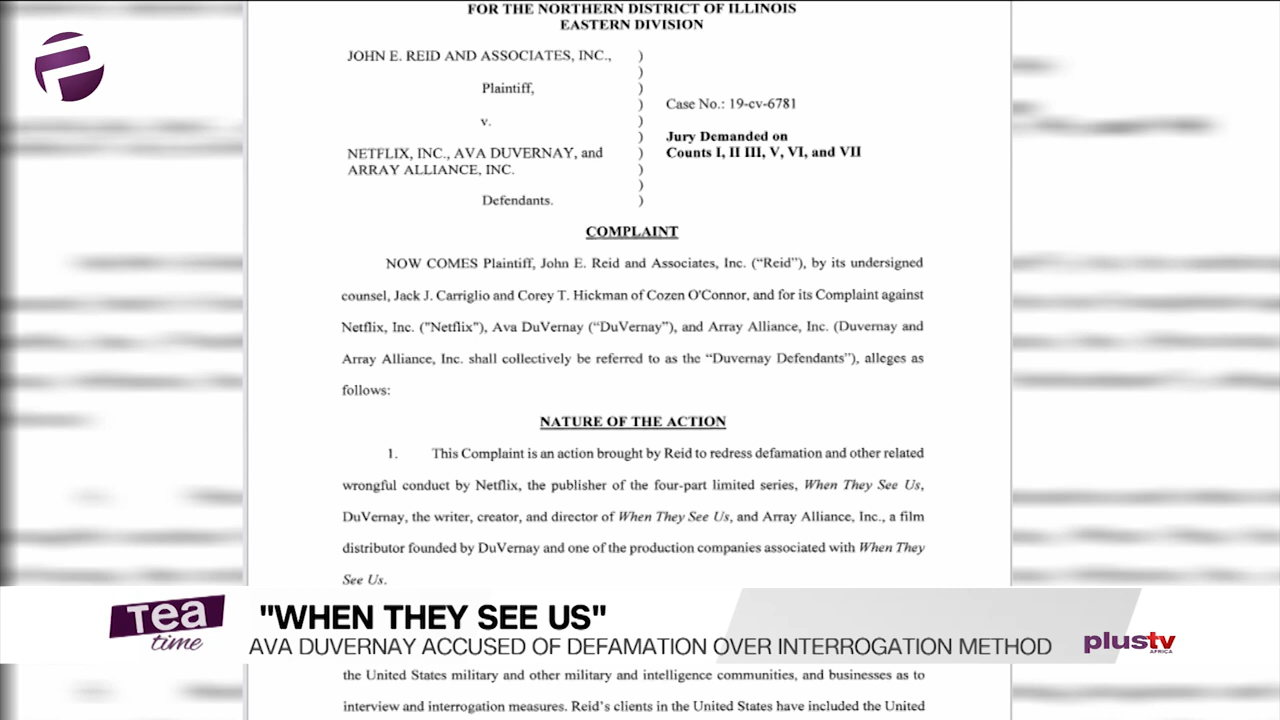 FOR THE NORTHERN DISTRICT OF ILLINOIS
EASTERN DIVISION
JOHN E. REID AND ASSOCIATES, INC., )
)
Plaintiff, )
) Case No.: 19-cv-6781
v. )
) Jury Demanded on
NETFLIX, INC., AVA DUVERNAY, and ) Counts I, II III, V, VI, and VII
ARRAY ALLIANCE, INC. )
)
Defendants. )
COMPLAINT
NOW COMES Plaintiff, John E. Reid and Associates, Inc. (“Reid”), by its undersigned
counsel, Jack J. Carriglio and Corey T. Hickman of Cozen O'Connor, and for its Complaint against
Netflix, Inc. ("Netflix"), Ava DuVernay (“DuVernay”), and Array Alliance, Inc. (Duvernay and
Array Alliance, Inc. shall collectively be referred to as the “Duvernay Defendants”), alleges as
follows:
NATURE OF THE ACTION
1. This Complaint is an action brought by Reid to redress defamation and other related
wrongful conduct by Netflix, the publisher of the four-part limited series, When They See Us,
DuVernay, the writer, creator, and director of When They See Us, and Array Alliance, Inc., a film
distributor founded by DuVernay and one of the production companies associated with When They
See Us.
Tea
time
"WHEN THEY SEE US"
AVA DUVERNAY ACCUSED OF DEFAMATION OVER INTERROGATION METHOD
plustv
AFRICA
the United States military and other military and intelligence communities, and businesses as to
interview and interrogation measures. Reid’s clients in the United States have included the United